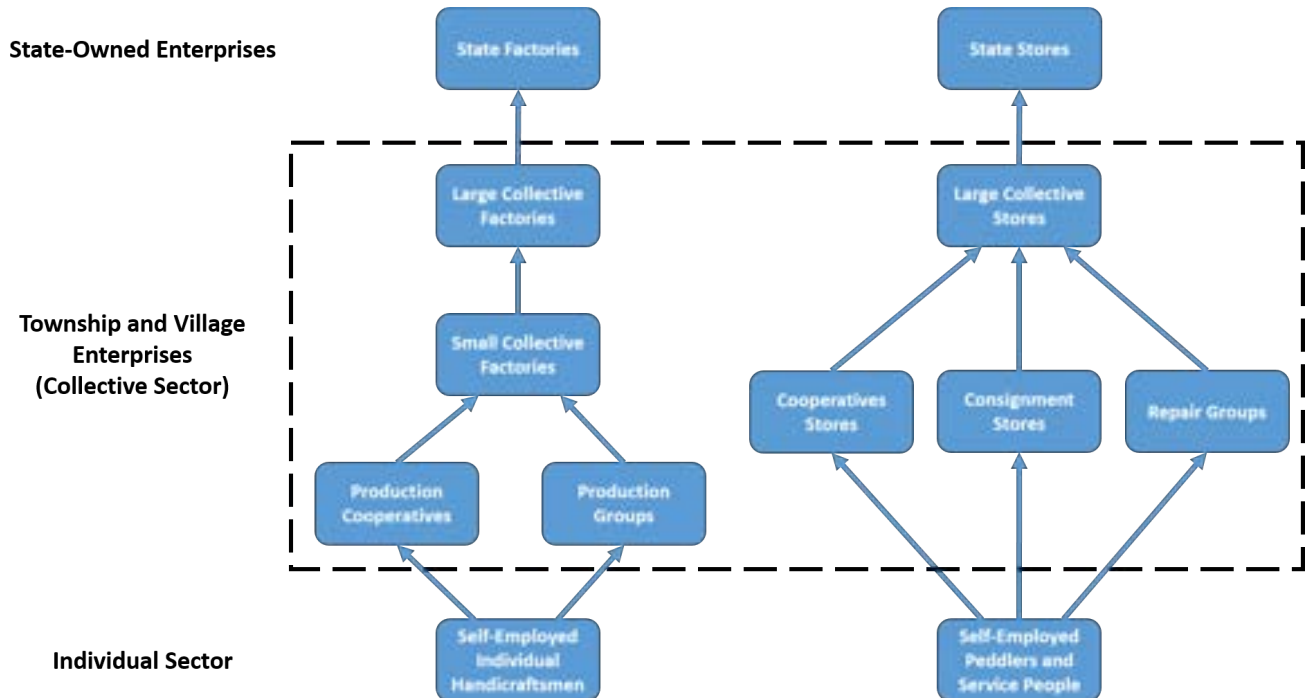 State-Owned Enterprises
State Factories
State Stores
Large Collective
Factories
Large Collective
Stores
Township and Village
Enterprises
(Collective Sector)
Small Collective
Factories
Cooperatives
Stores
Consignment
Stores
Repair Groups
Production
Cooperatives
Production
Groups
Individual Sector
Self-Employed
Individual
Handicraftsmen
Self-Employed
Peddlers and
Service People